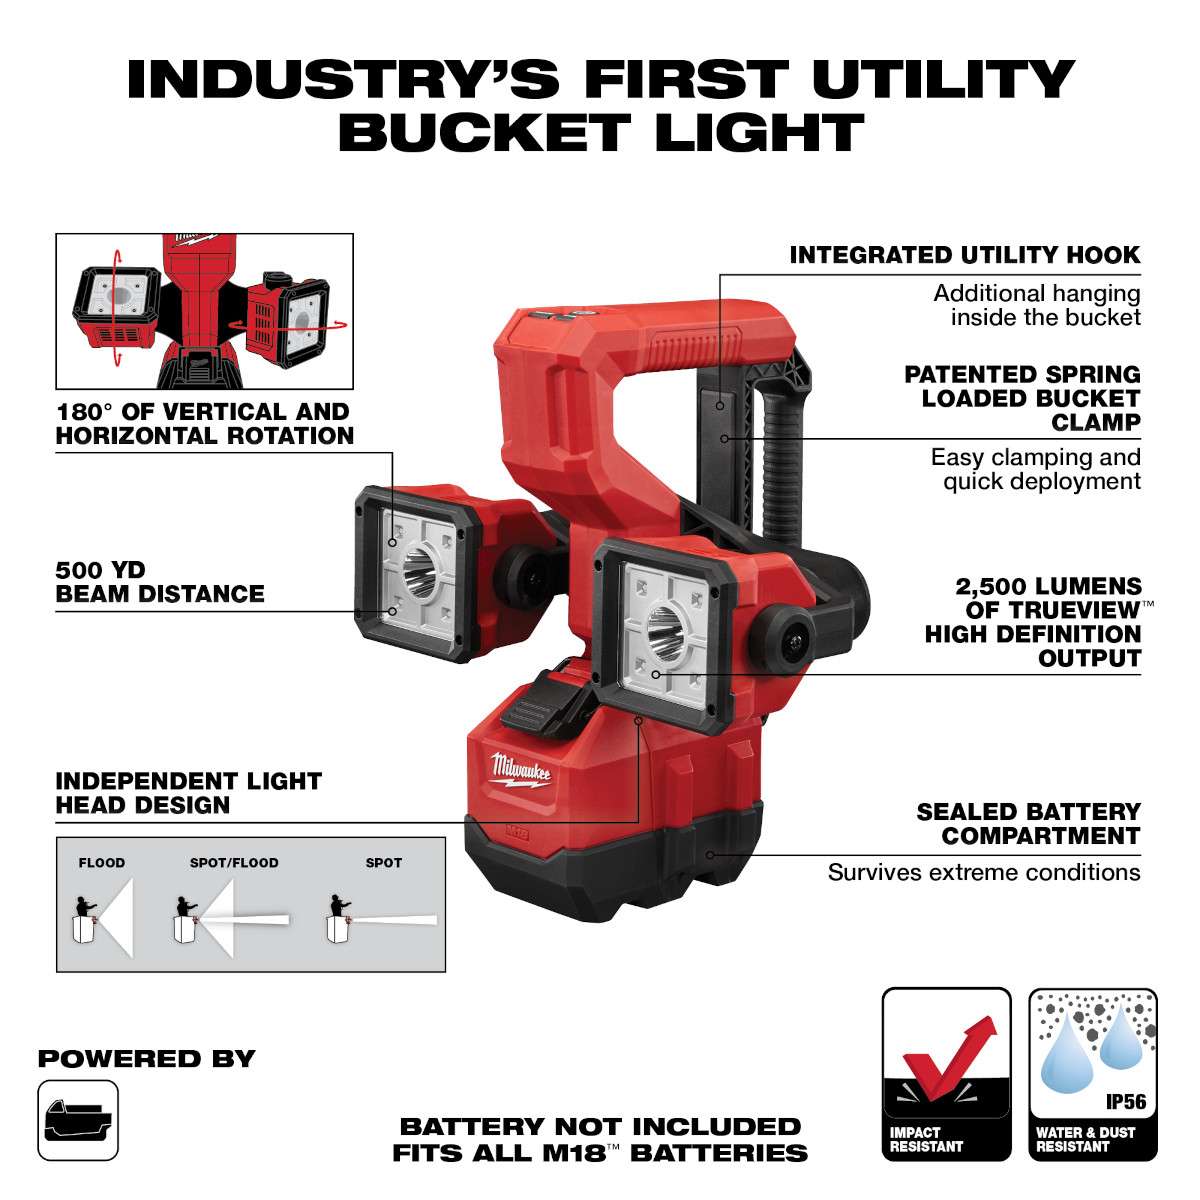 INDUSTRY'S FIRST UTILITY
BUCKET LIGHT
Milwaukee
180° OF VERTICAL AND
HORIZONTAL ROTATION
500 YD
BEAM DISTANCE
INDEPENDENT LIGHT
HEAD DESIGN
FLOOD
SPOT/FLOOD
SPOT
INTEGRATED UTILITY HOOK
Additional hanging
inside the bucket
PATENTED SPRING
LOADED BUCKET
CLAMP
Easy clamping and
quick deployment
2,500 LUMENS
OF TRUEVIEW™
HIGH DEFINITION
OUTPUT
SEALED BATTERY
COMPARTMENT
Survives extreme conditions
Milwaukee
M18
POWERED BY
BATTERY NOT INCLUDED
FITS ALL M18™ BATTERIES
IMPACT
RESISTANT
IP56
WATER & DUST
RESISTANT